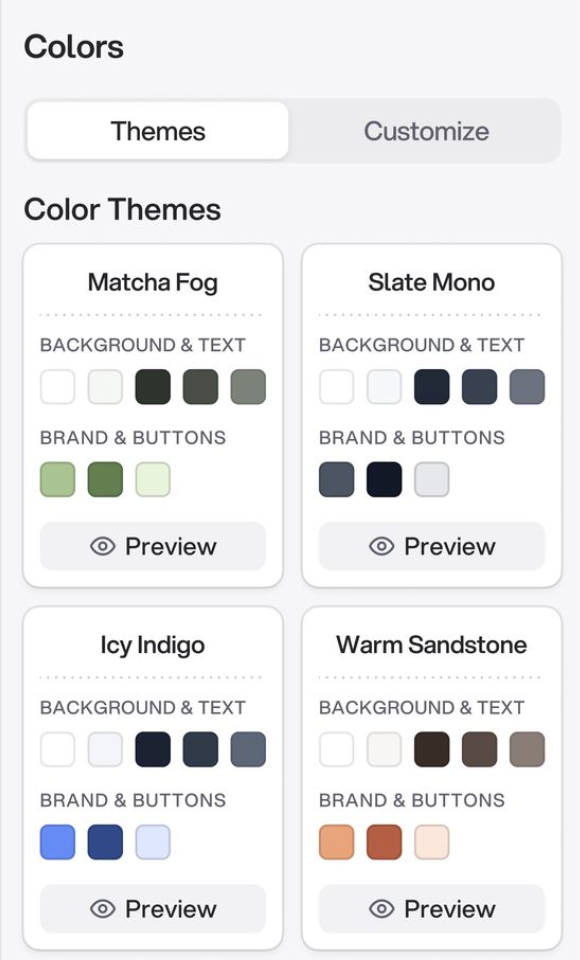 Colors
Themes Customize
Color Themes
Matcha Fog
BACKGROUND & TEXT
BRAND & BUTTONS
Preview
Slate Mono
BACKGROUND & TEXT
BRAND & BUTTONS
Preview
Icy Indigo
BACKGROUND & TEXT
BRAND & BUTTONS
Preview
Warm Sandstone
BACKGROUND & TEXT
BRAND & BUTTONS
Preview